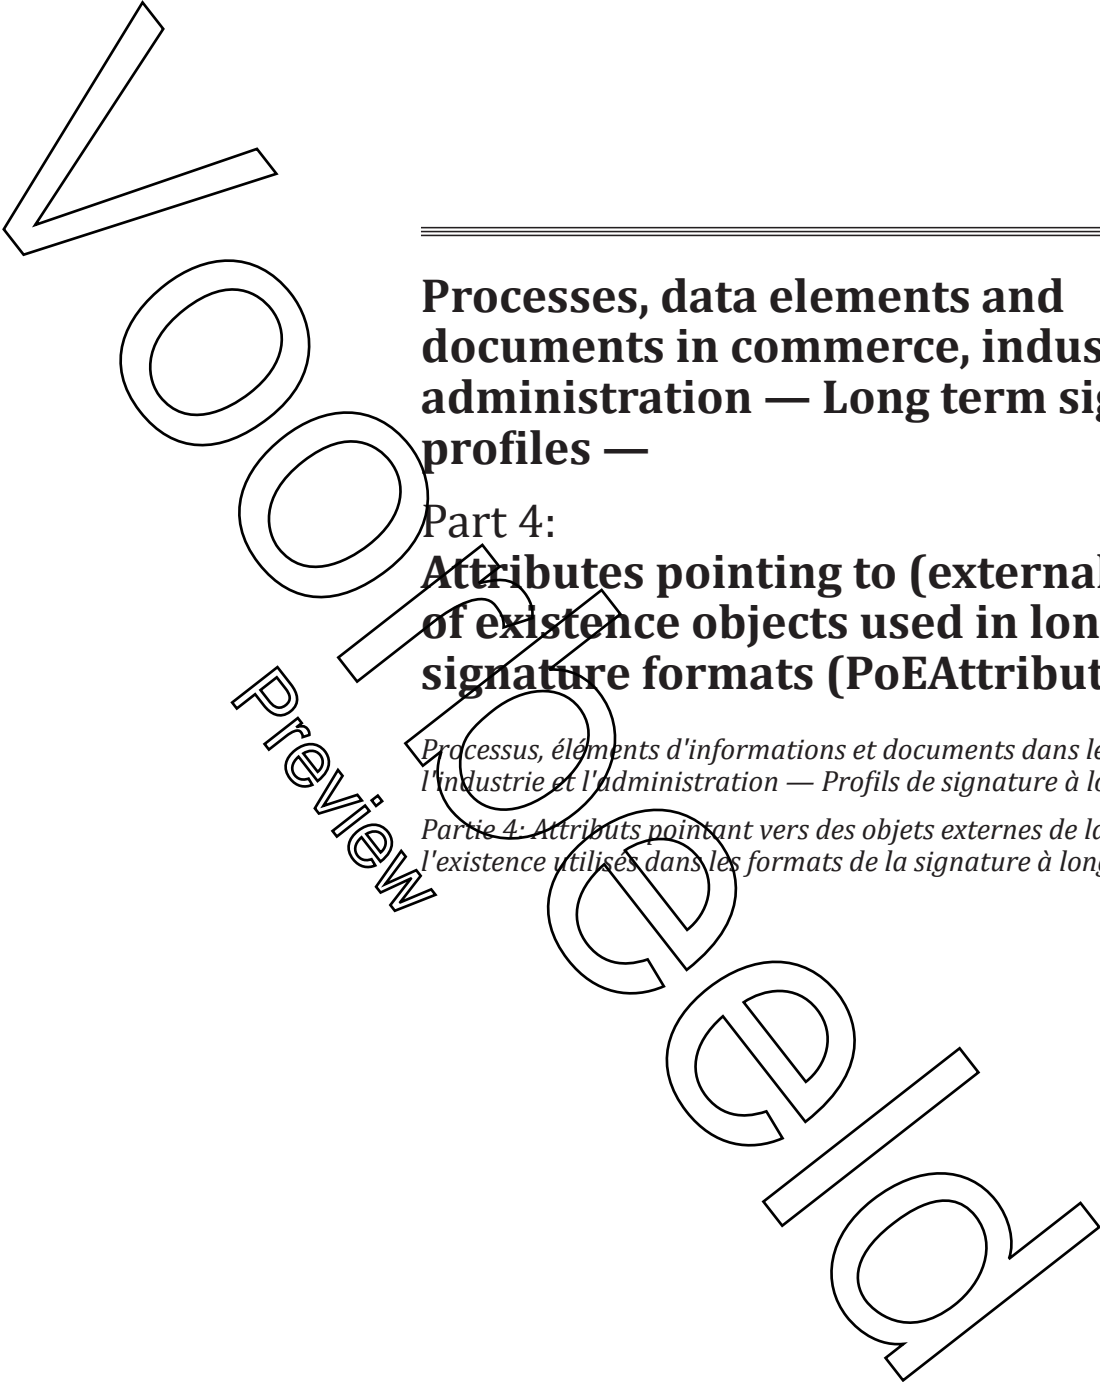 Processes, data elements and
documents in commerce, indus
administration — Long term sig
profiles —
Part 4:
Attributes pointing to (external
of existence objects used in lon
signature formats (PoEAttribut
Processus, éléments d'informations et documents dans le
l'industrie et l'administration — Profils de signature à lo
Partie 4: Attributs pointant vers des objets externes de la
l'existence utilisés dans les formats de la signature à long
Voorbeeld
Preview